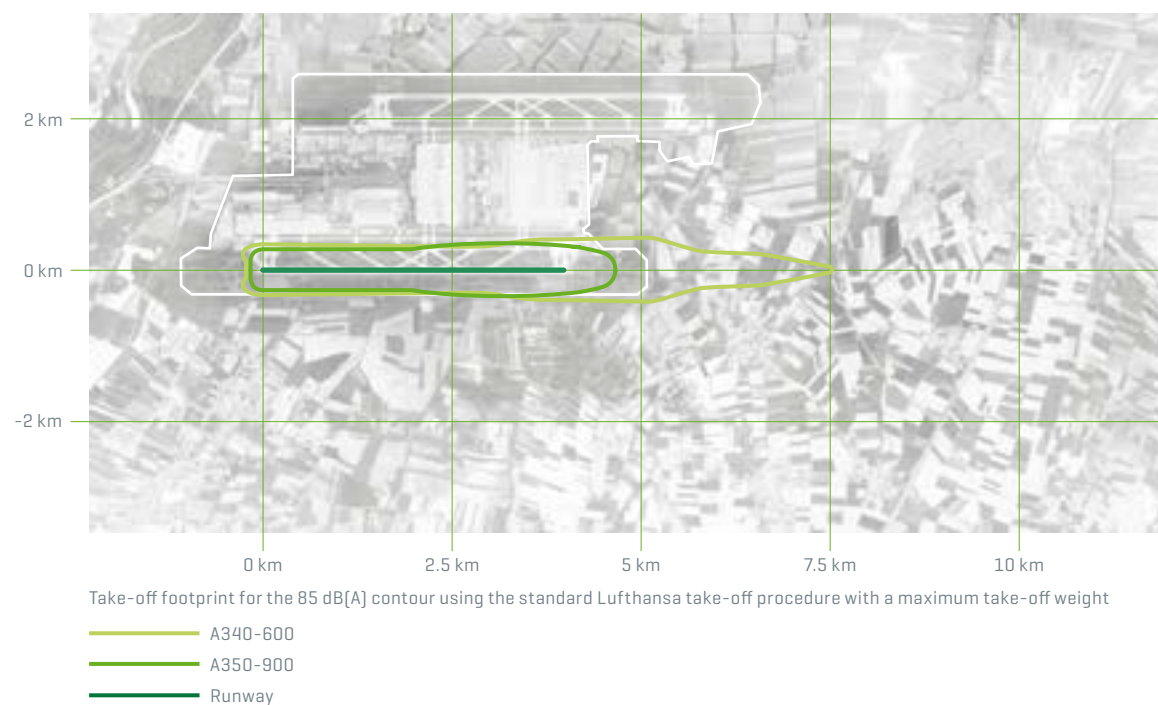 2 km
0 km
-2 km
0 km 2.5 km 5 km 7.5 km 10 km
Take-off footprint for the 85 dB(A) contour using the standard Lufthansa take-off procedure with a maximum take-off weight
A340-600
A350-900
Runway